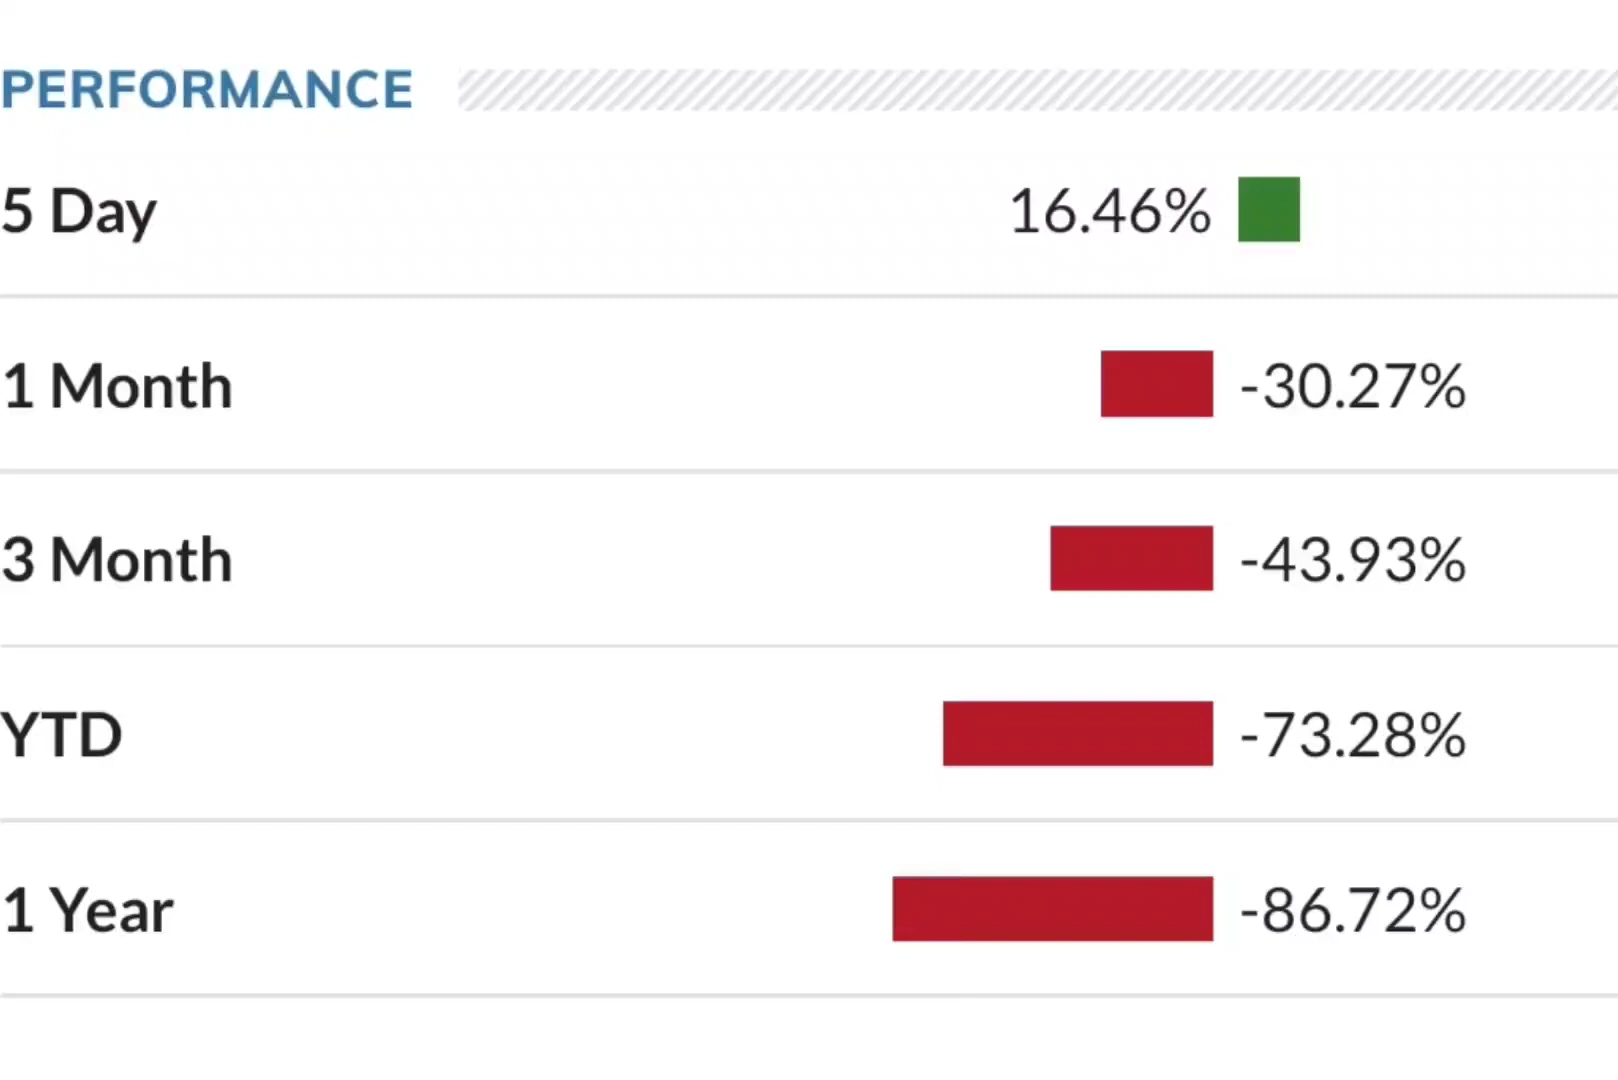 PERFORMANCE
5 Day 16.46%
1 Month -30.27%
3 Month -43.93%
YTD -73.28%
1 Year -86.72%